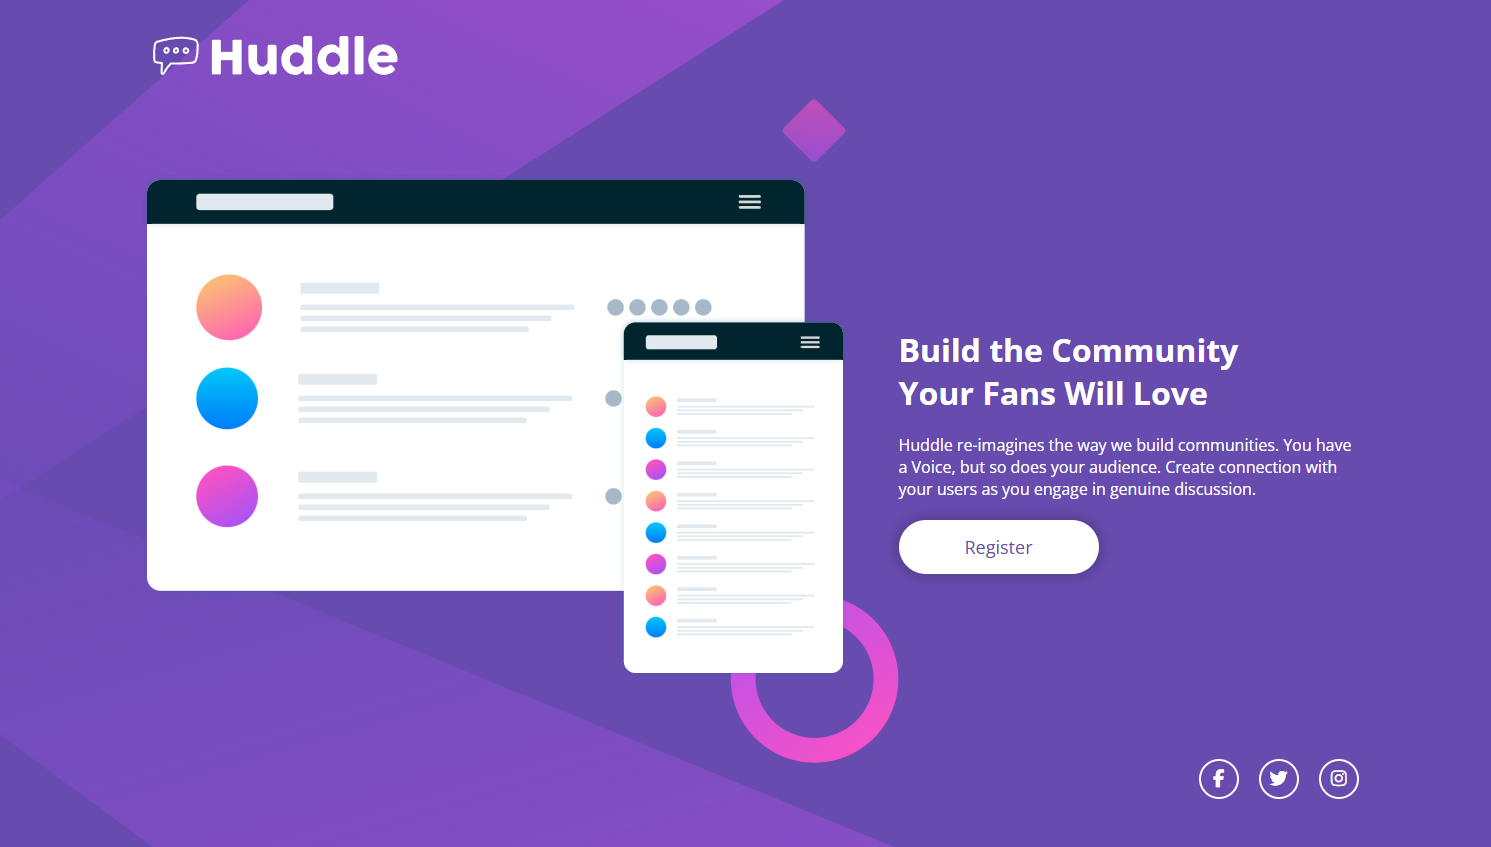 Huddle
Build the Community
Your Fans Will Love
Huddle re-imagines the way we build communities. You have
a Voice, but so does your audience. Create connection with
your users as you engage in genuine discussion.
Register